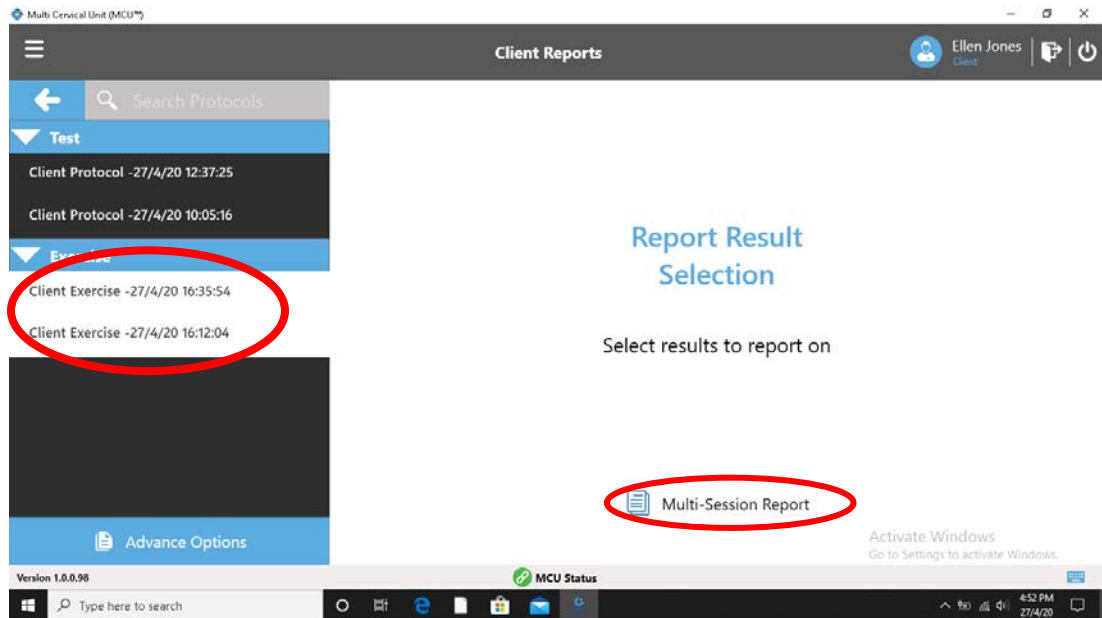 Multi Cervical Unit (MCU™)
Client Reports
Ellen Jones
Client
Search Protocols
Test
Client Protocol -27/4/20 12:37:25
Client Protocol -27/4/20 10:05:16
Exercise
Client Exercise -27/4/20 16:35:54
Client Exercise -27/4/20 16:12:04
Report Result
Selection
Select results to report on
Multi-Session Report
Advance Options
Activate Windows
Go to Settings to activate Windows.
Version 1.0.0.98
MCU Status
Type here to search
4:52 PM
27/4/20